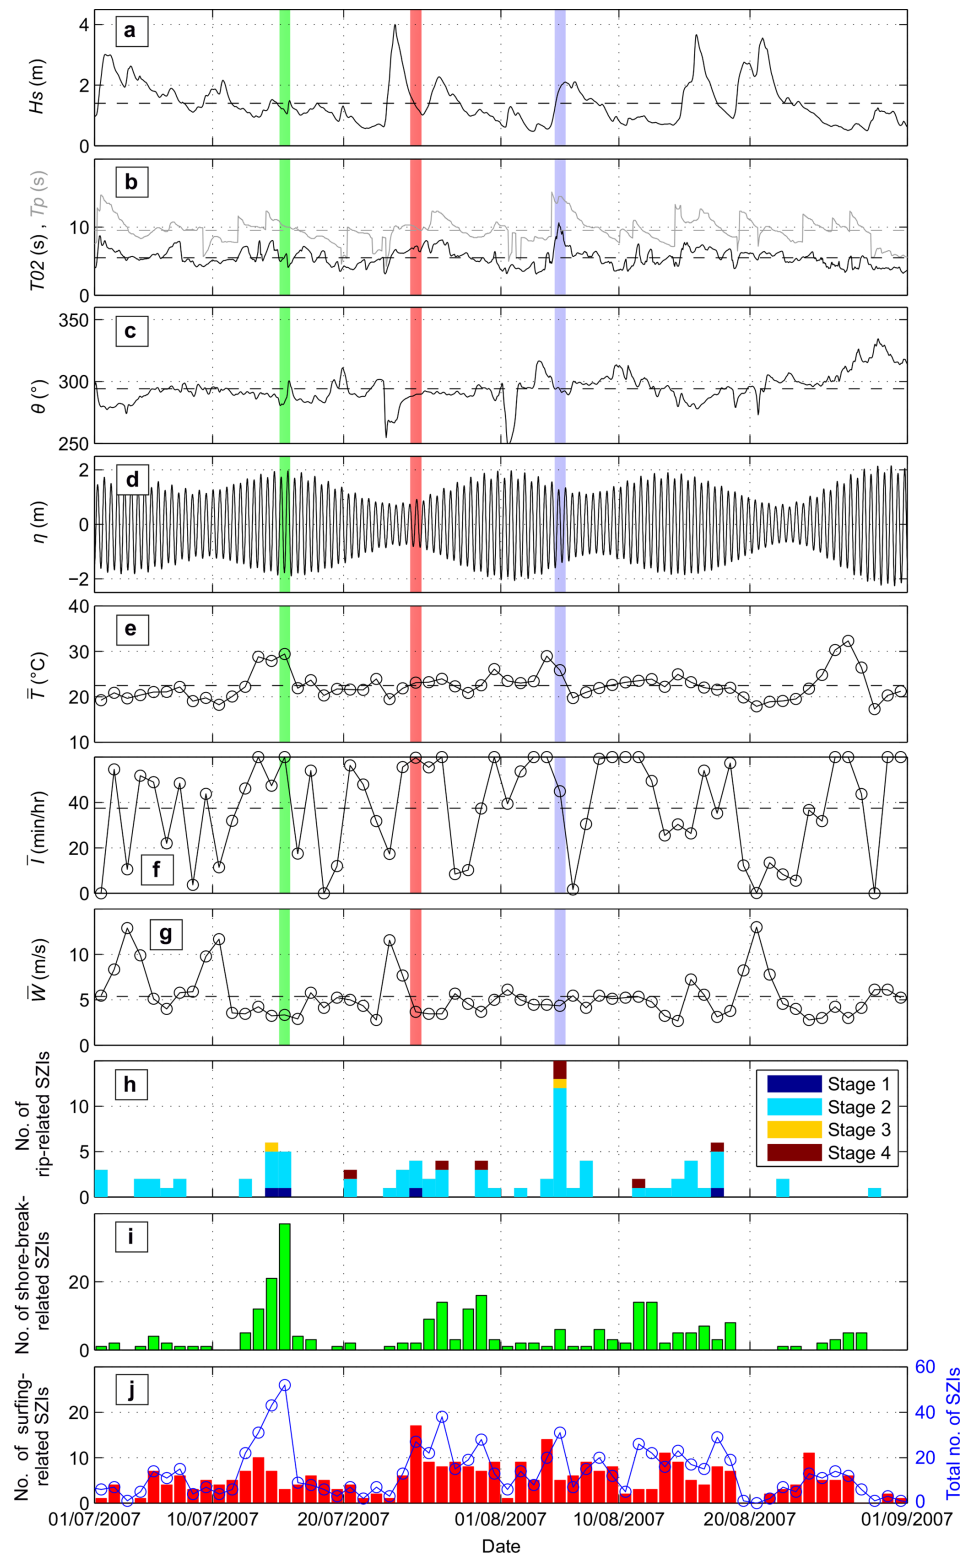 a
4
2
0
Hs (m)
b
10
0
T02 (s) , Tp (s)
c
350
300
250
θ (°)
d
2
0
−2
η (m)
e
40
30
20
10
T̅ (°C)
f
40
20
0
I̅ (min/hr)
g
10
5
0
W̅ (m/s)
h
10
5
0
No. of
rip-related SZIs
Stage 1
Stage 2
Stage 3
Stage 4
i
20
0
No. of shore-break-
related SZIs
j
20
10
0
No. of surfing-
related SZIs
60
40
20
0
Total no. of SZIs
01/07/2007 10/07/2007 20/07/2007 01/08/2007 10/08/2007 20/08/2007 01/09/2007
Date